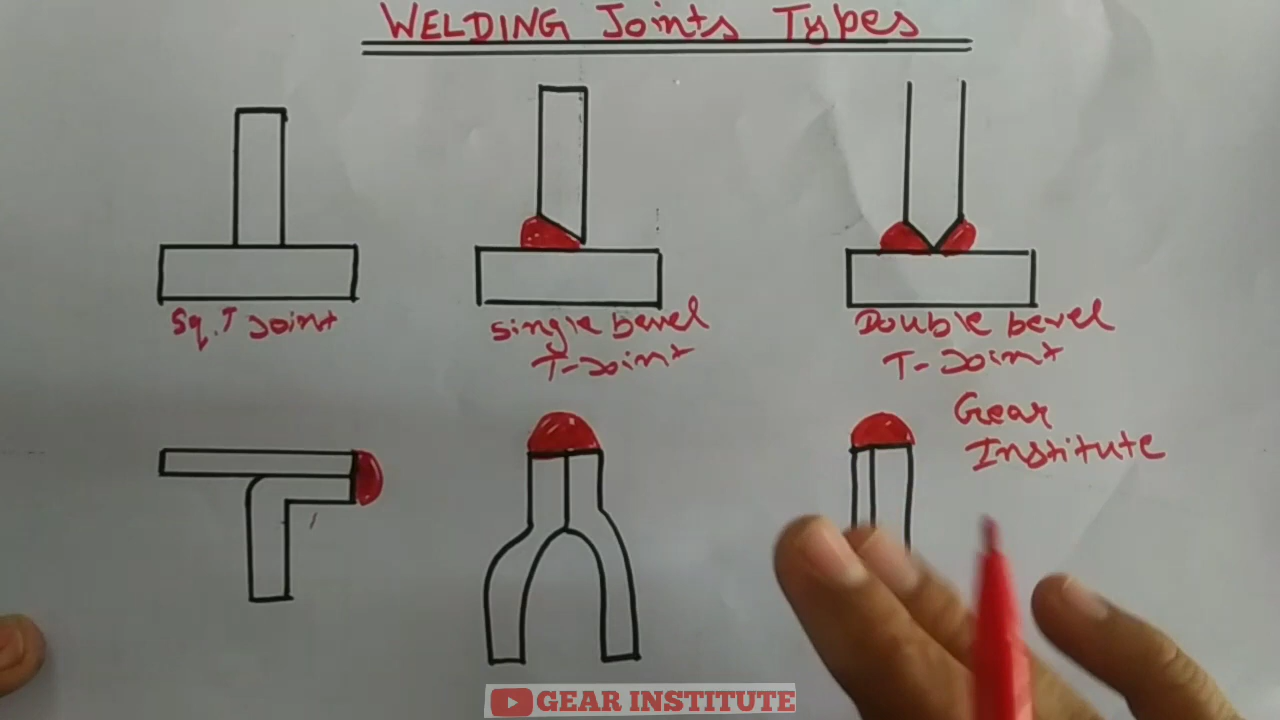 WELDING Joints Types
Sq. T Joint
Single bevel
T-Joint
Double bevel
T-Joint
Gear
Institute
GEAR INSTITUTE